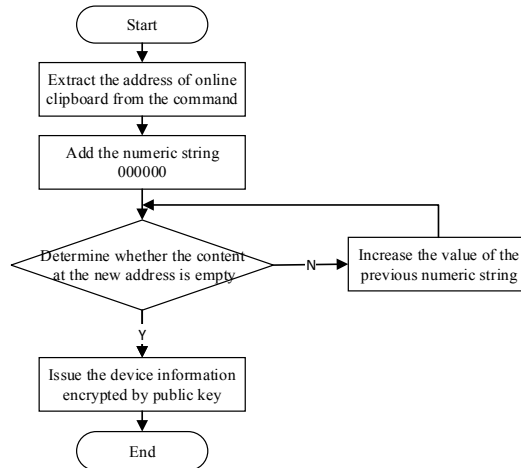 Start
Extract the address of online
clipboard from the command
Add the numeric string
000000
Determine whether the content
at the new address is empty
N
Increase the value of the
previous numeric string
Y
Issue the device information
encrypted by public key
End